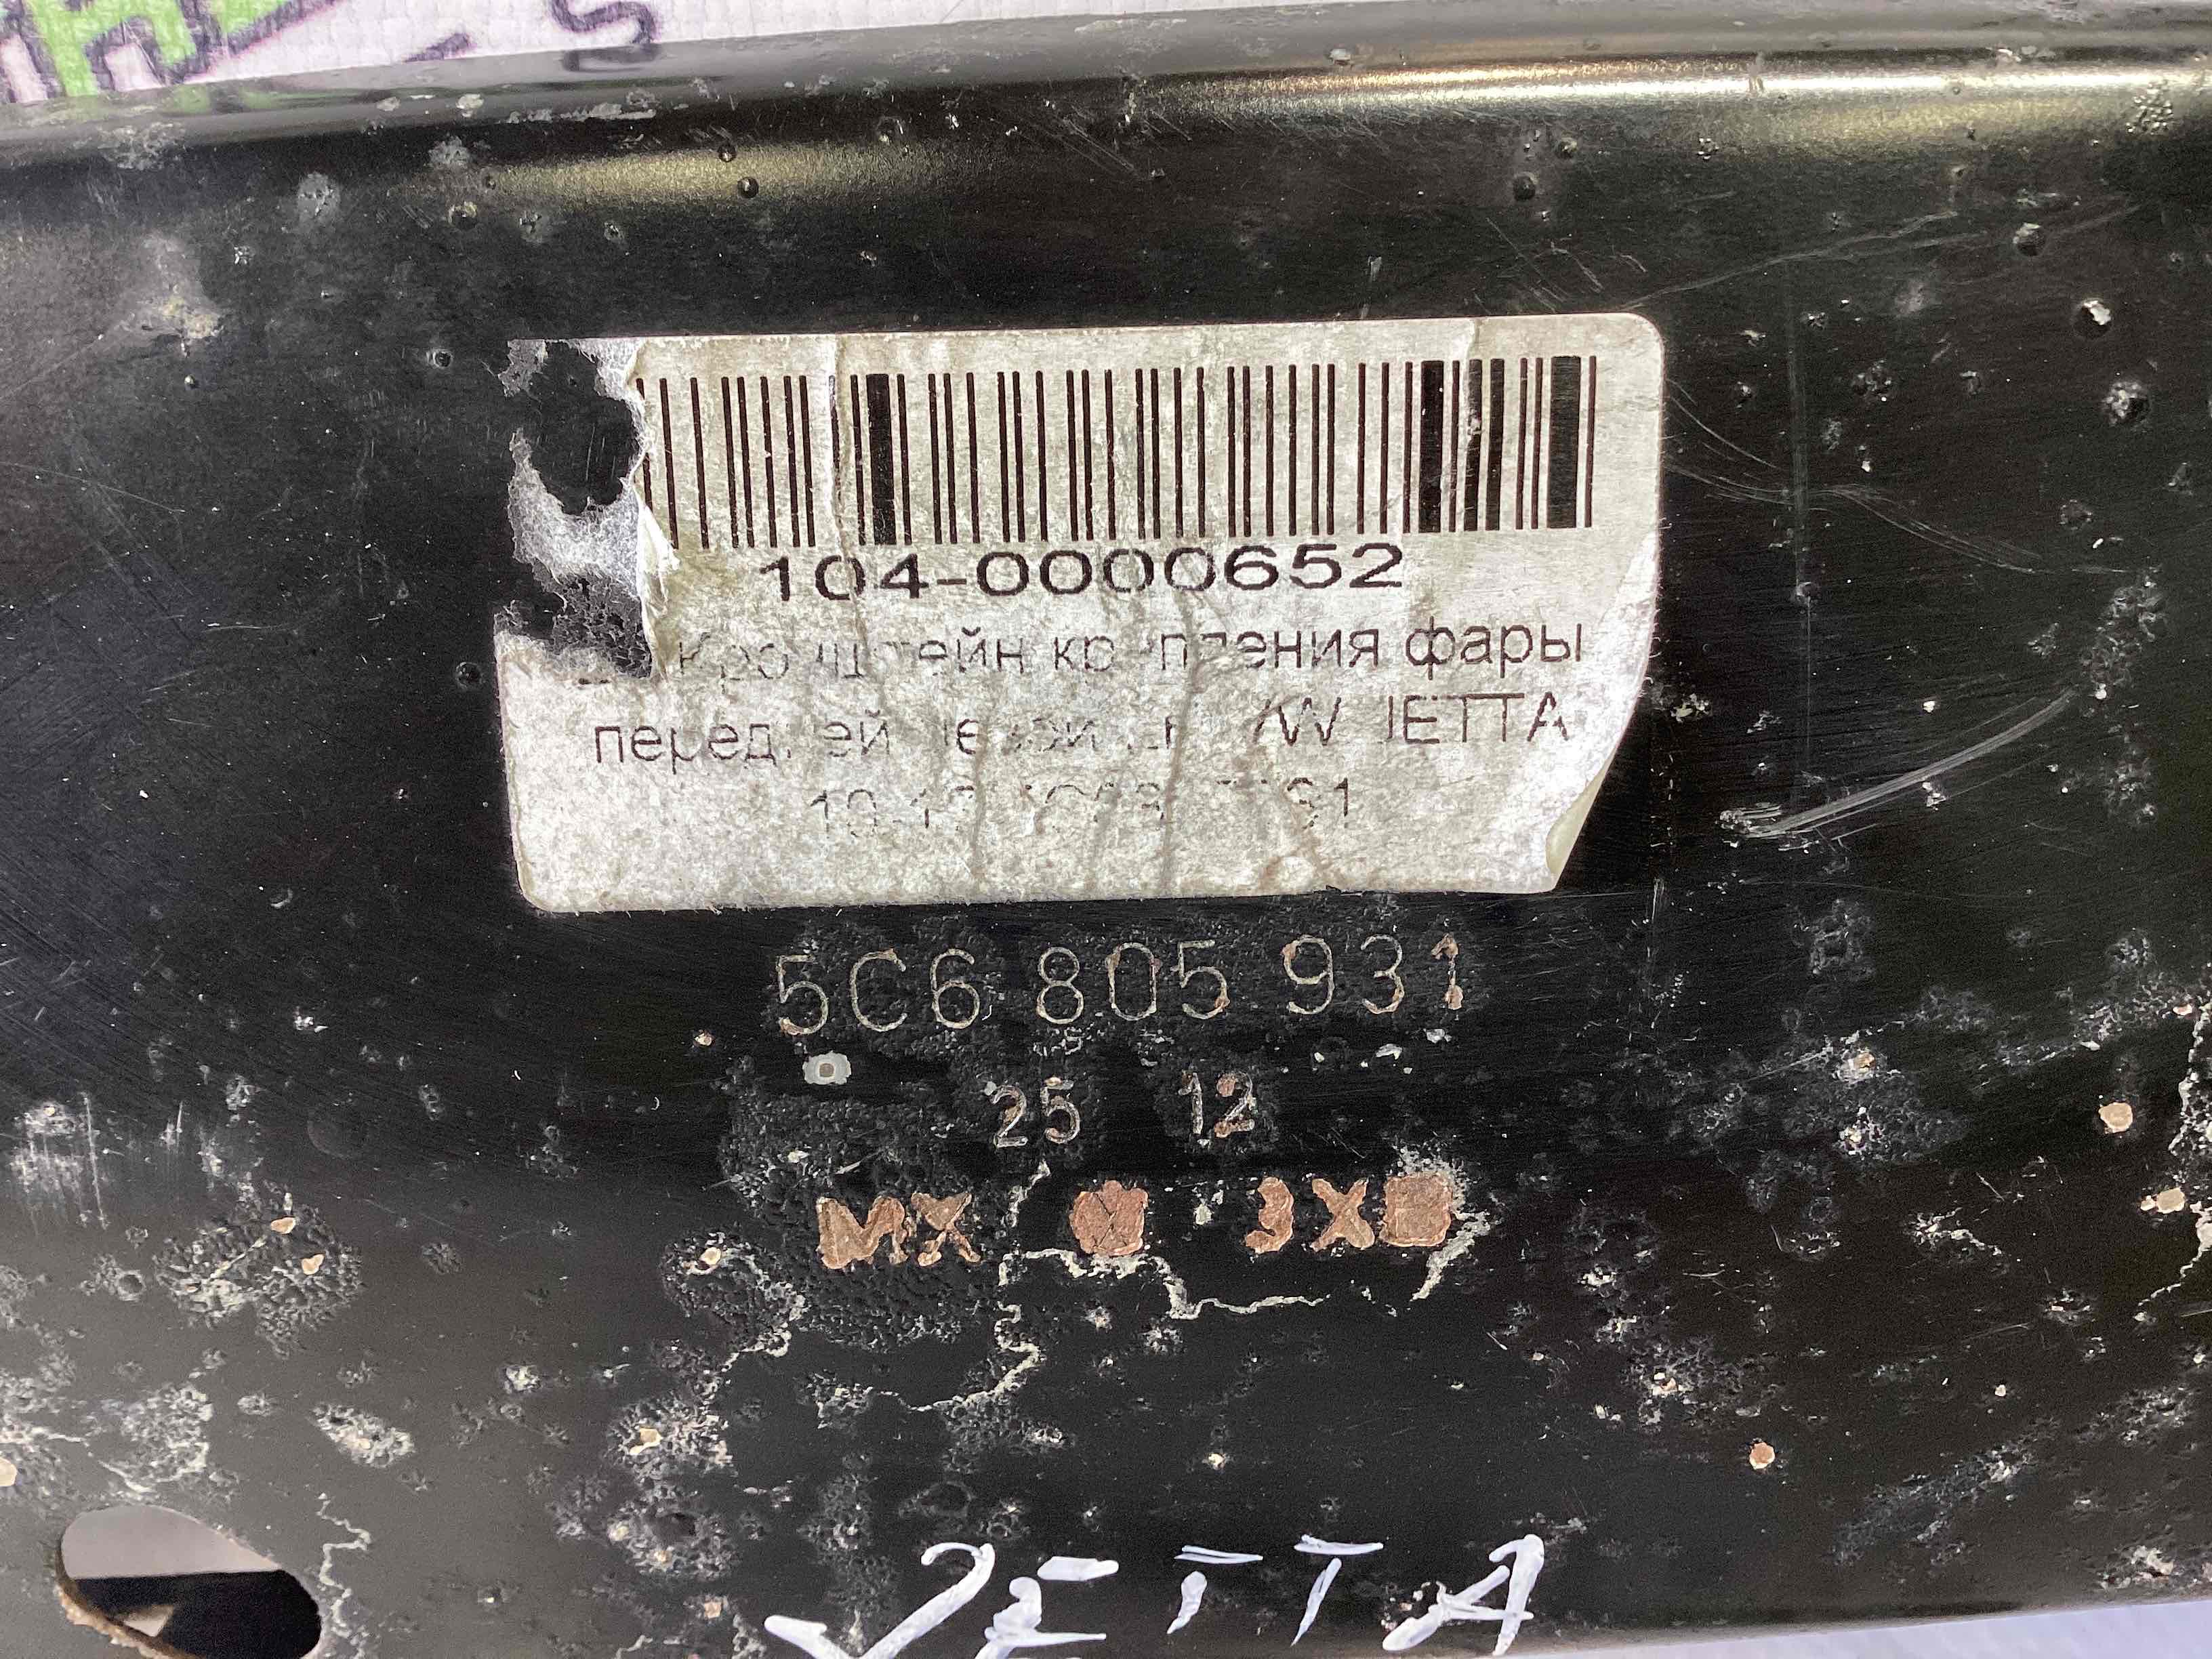 104-0000652
Кронштейн крепления фары
передней VW JETTA
5C6 805 931
25 12
MX 3X
JETTA